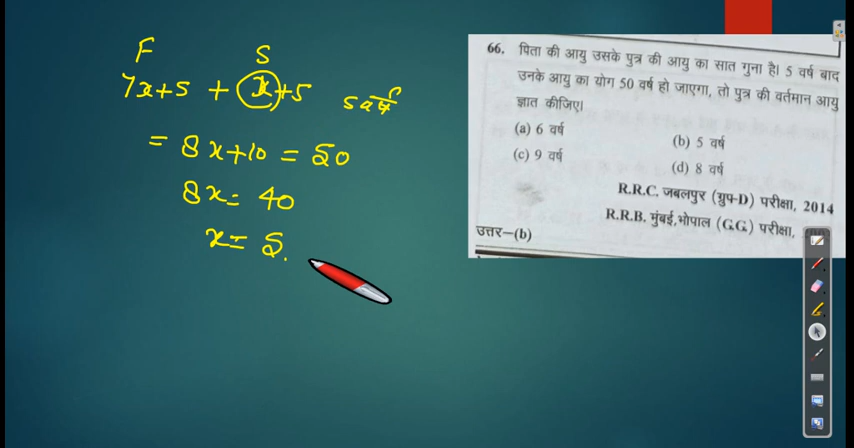 F S
7x+5 + x+5 5 वर्ष
= 8x+10 = 50
8x = 40
x = 5.
66. पिता की आयु उसके पुत्र की आयु का सात गुना है। 5 वर्ष बाद
उनके आयु का योग 50 वर्ष हो जाएगा, तो पुत्र की वर्तमान आयु
ज्ञात कीजिए।
(a) 6 वर्ष (b) 5 वर्ष
(c) 9 वर्ष (d) 8 वर्ष
R.R.C. जबलपुर (ग्रुप-D) परीक्षा, 2014
R.R.B. मुंबई,भोपाल (G.G) परीक्षा,
उत्तर–(b)